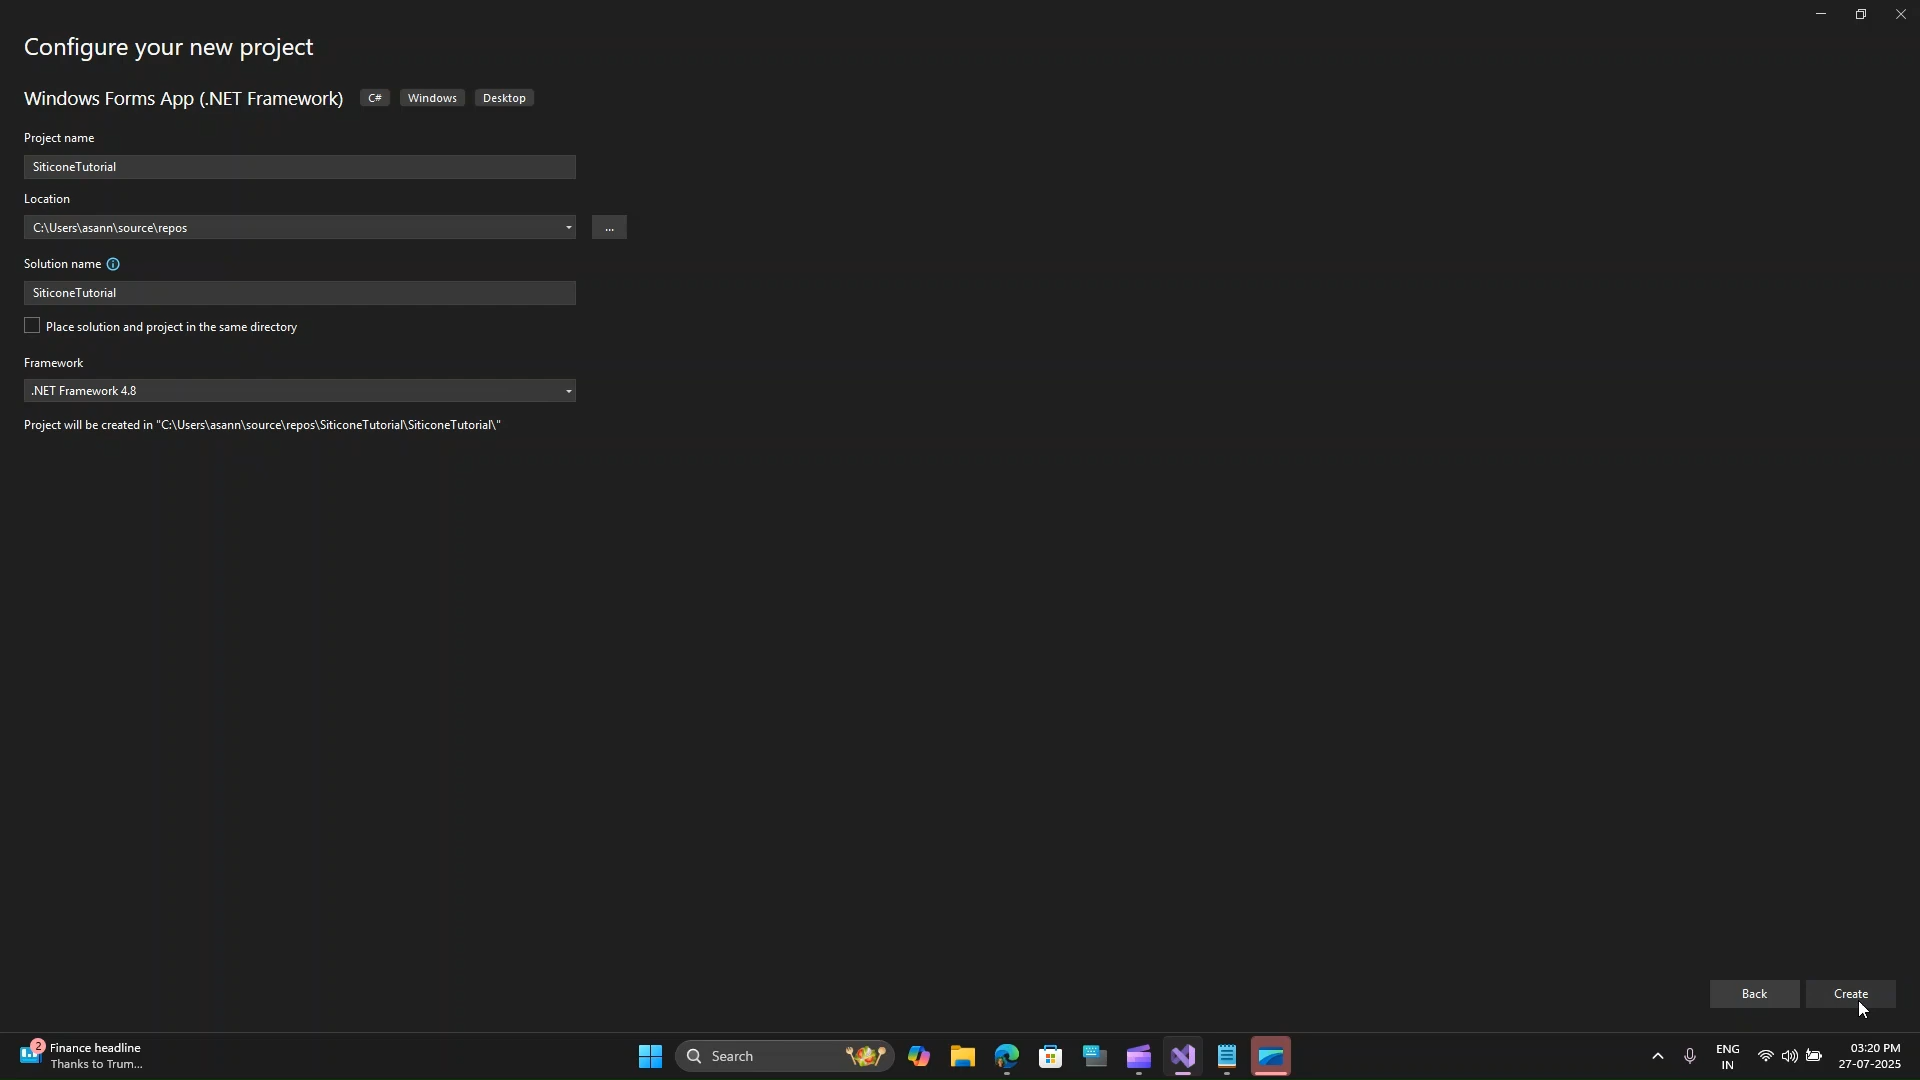 Configure your new project
Windows Forms App (.NET Framework) C# Windows Desktop
Project name
SiticoneTutorial
Location
C:\Users\asann\source\repos
...
Solution name
SiticoneTutorial
Place solution and project in the same directory
Framework
.NET Framework 4.8
Project will be created in "C:\Users\asann\source\repos\SiticoneTutorial\SiticoneTutorial\"
Back Create
2
Finance headline
Thanks to Trum...
Search
ENG
IN
03:20 PM
27-07-2025